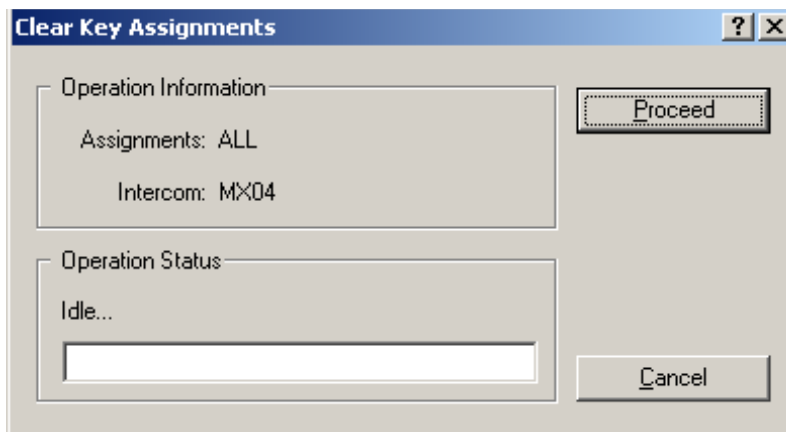 Clear Key Assignments
Operation Information
Assignments: ALL
Intercom: MX04
Proceed
Operation Status
Idle...
Cancel